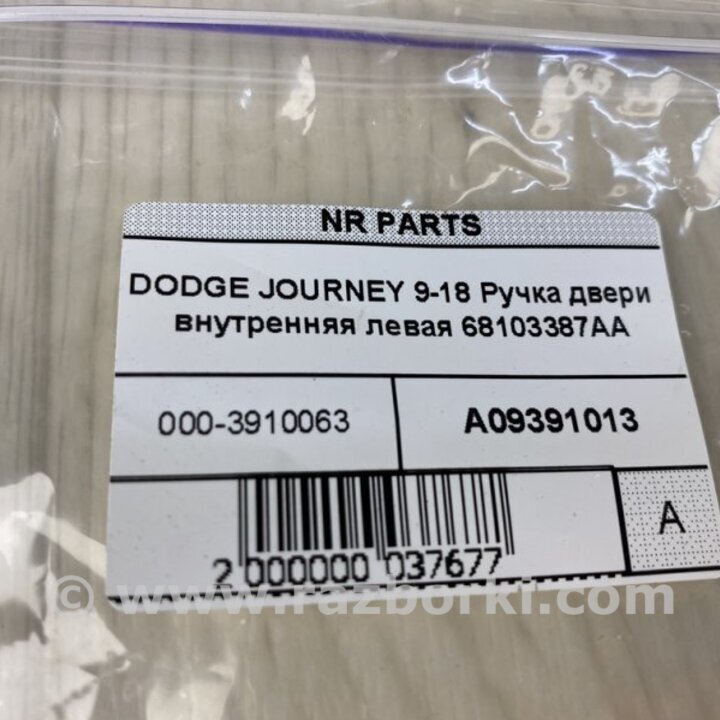 NR PARTS
DODGE JOURNEY 9-18 Ручка двери
внутренняя левая 68103387AA
000-3910063
A09391013
A
2 000000 037677
© www.razborki.com